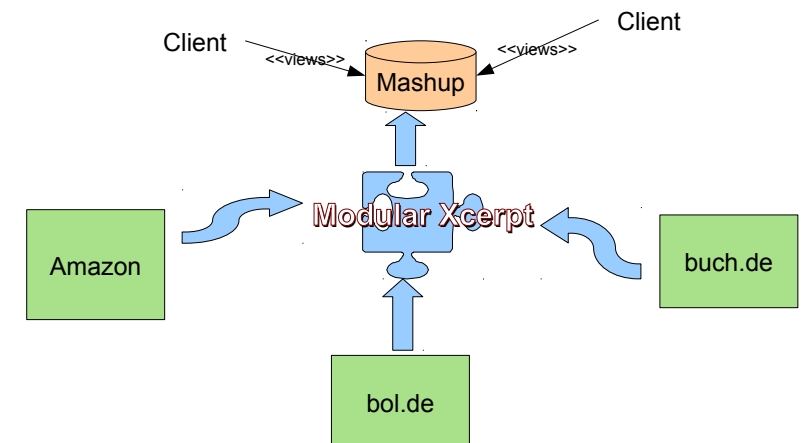 Client
Client
<<views>>
<<views>>
Mashup
Modular Xcerpt
Amazon
buch.de
bol.de